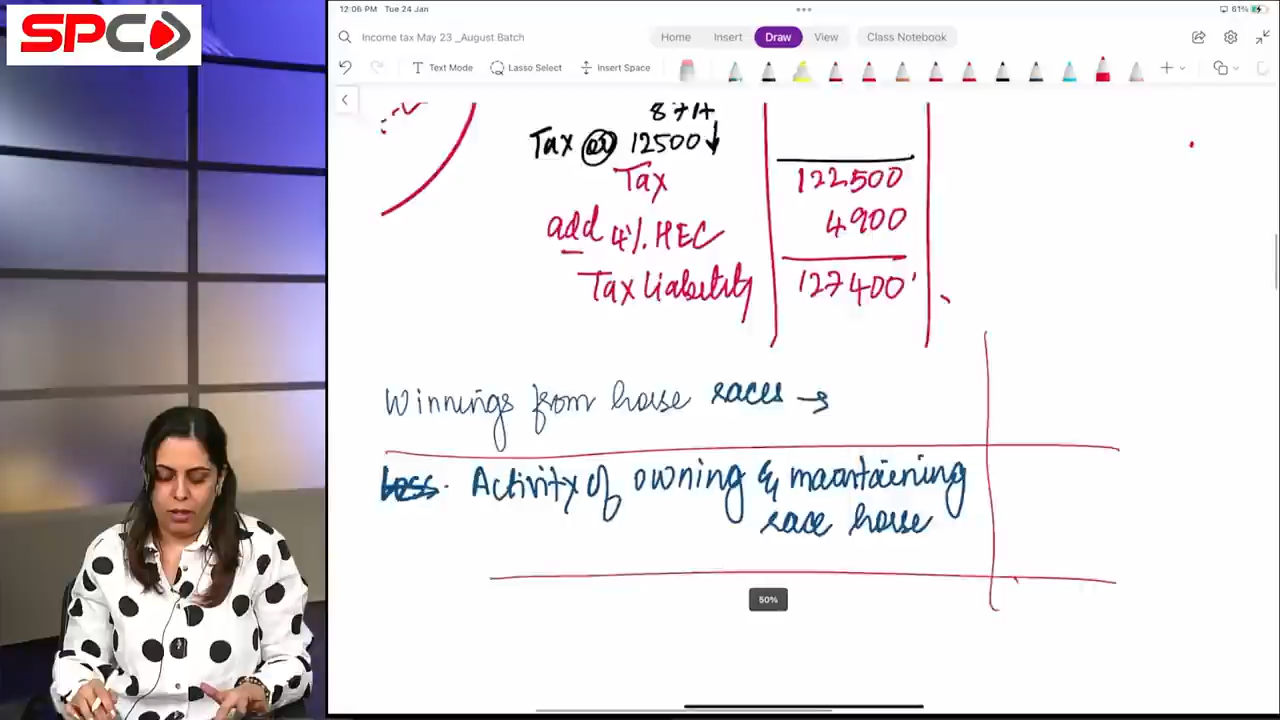 SPC
12:06 PM Tue 24 Jan
61%
Income tax May 23 _August Batch
Home Insert Draw View Class Notebook
Text Mode Lasso Select Insert Space
Tax 12500
Tax 122500
add 4% HEC 4900
Tax liability 127400
Winnings from horse races →
Loss. Activity of owning & maintaining
race horse
50%